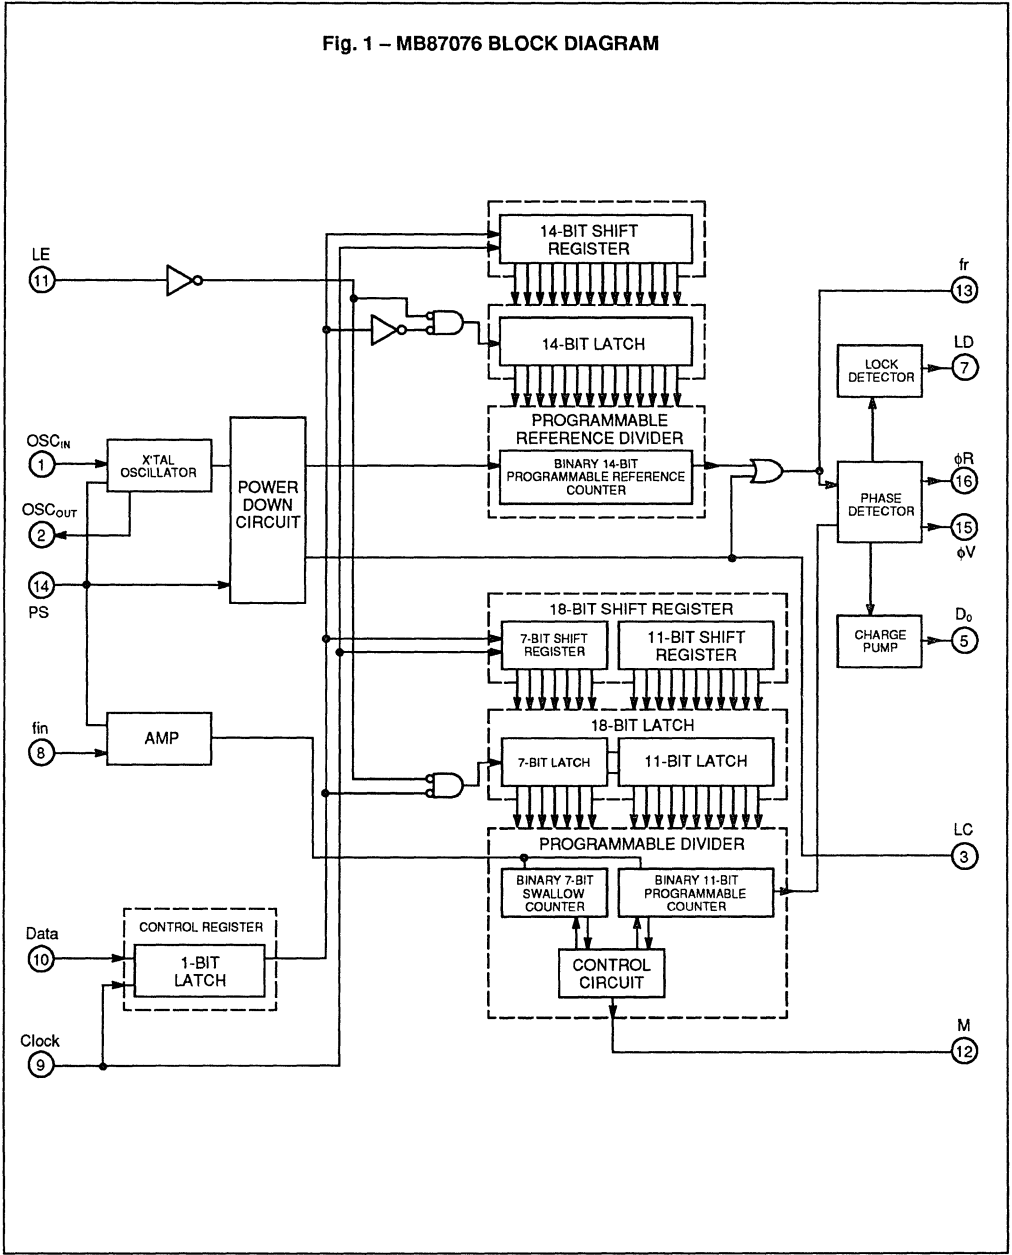 Fig. 1 – MB87076 BLOCK DIAGRAM
14-BIT SHIFT
REGISTER
LE
11
fr
13
14-BIT LATCH
LOCK
DETECTOR
LD
7
PROGRAMMABLE
REFERENCE DIVIDER
BINARY 14-BIT
PROGRAMMABLE REFERENCE
COUNTER
OSCIN
1
X'TAL
OSCILLATOR
OSCOUT
2
POWER
DOWN
CIRCUIT
14
PS
PHASE
DETECTOR
ϕR
16
15
ϕV
18-BIT SHIFT REGISTER
7-BIT SHIFT
REGISTER
11-BIT SHIFT
REGISTER
CHARGE
PUMP
D0
5
fin
8
AMP
18-BIT LATCH
7-BIT LATCH
11-BIT LATCH
PROGRAMMABLE DIVIDER
BINARY 7-BIT
SWALLOW
COUNTER
BINARY 11-BIT
PROGRAMMABLE
COUNTER
LC
3
CONTROL REGISTER
Data
10
1-BIT
LATCH
CONTROL
CIRCUIT
Clock
9
M
12